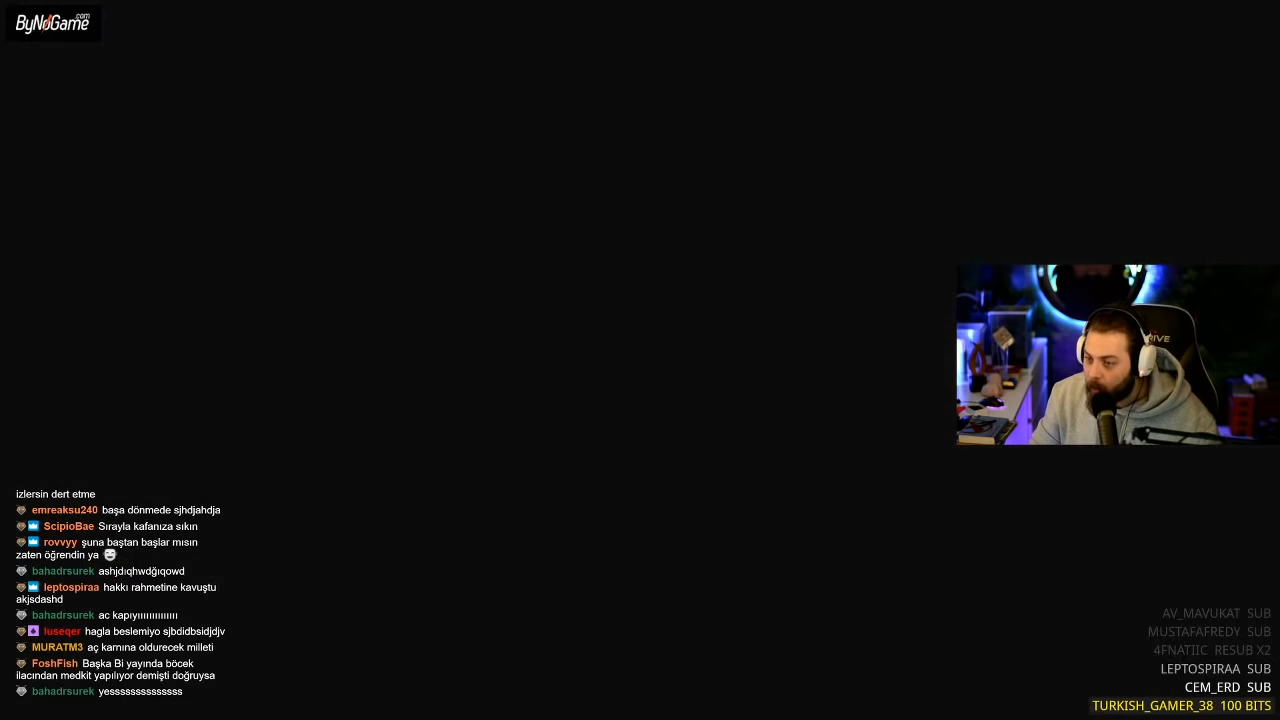 ByNoGame.com
izlersin dert etme
emreaksu240 başa dönmede sjhdjahdja
ScipioBae Sırayla kafanıza sıkın
rovvyy şuna baştan başlar mısın
zaten öğrendin ya
bahadrsurek ashjdıqhwdğıqowd
leptospiraa hakkı rahmetine kavuştu
akjsdashd
bahadrsurek ac kapıyııııııııııııı
luseqer hagla beslemiyo sjbdidbsidjdjv
MURATM3 aç karnına oldurecek milleti
FoshFish Başka Bi yayında böcek
ilacından medkit yapılıyor demişti doğruysa
bahadrsurek yesssssssssssssss
AV_MAVUKAT SUB
MUSTAFAFREDY SUB
4FNATIIC RESUB X2
LEPTOSPIRAA SUB
CEM_ERD SUB
TURKISH_GAMER_38 100 BITS